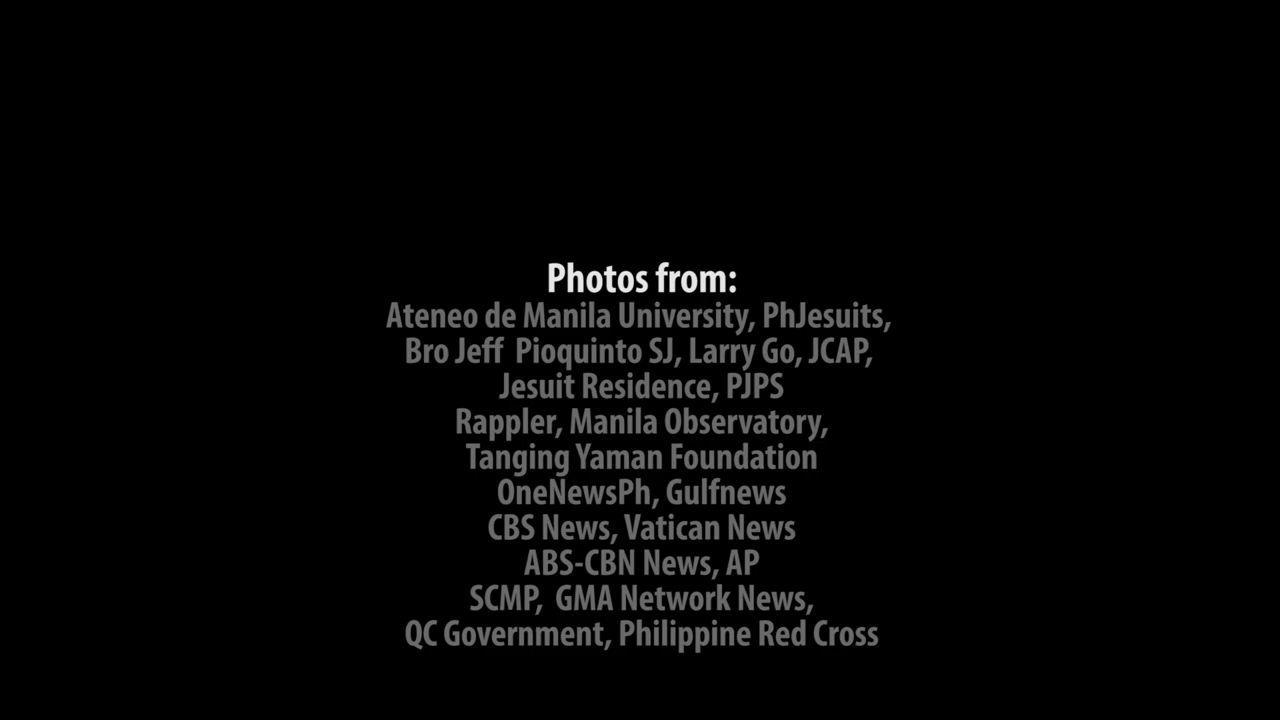 Photos from:
Ateneo de Manila University, PhJesuits,
Bro Jeff  Pioquinto SJ, Larry Go, JCAP,
Jesuit Residence, PJPS
Rappler, Manila Observatory,
Tanging Yaman Foundation
OneNewsPh, Gulfnews
CBS News, Vatican News
ABS-CBN News, AP
SCMP,  GMA Network News,
QC Government, Philippine Red Cross